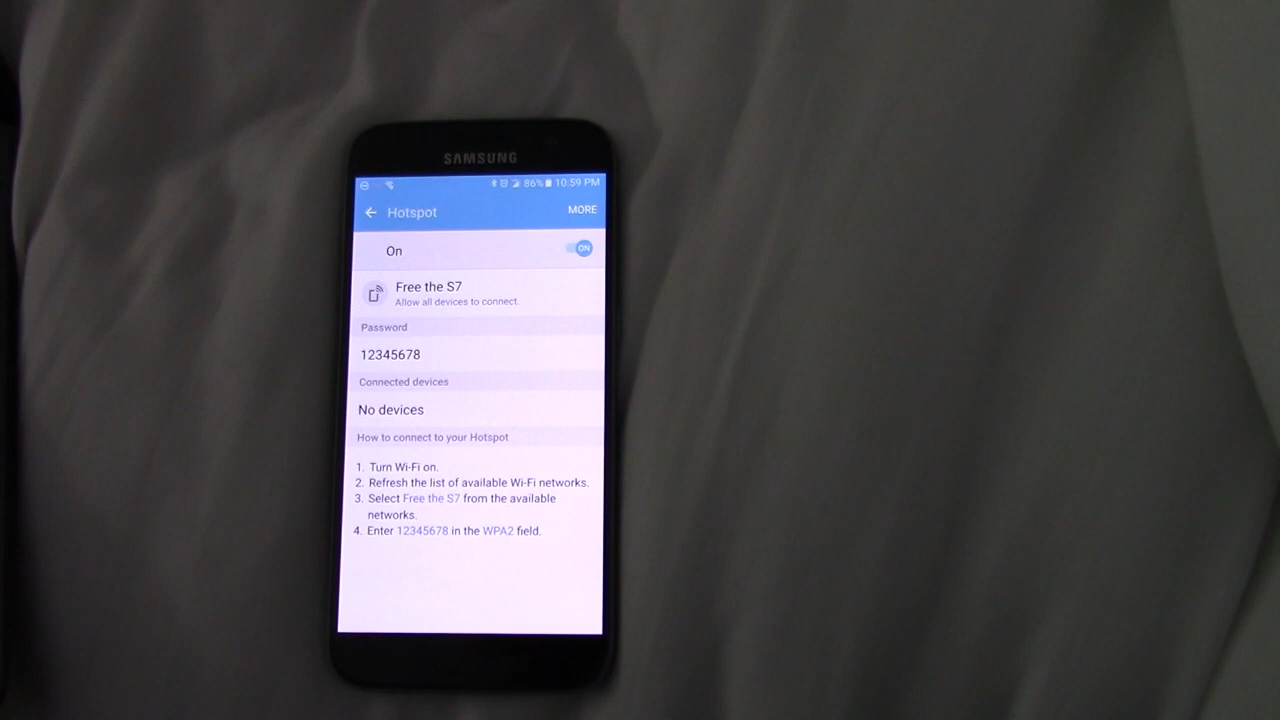 SAMSUNG
86% 10:59 PM
Hotspot MORE
On ON
Free the S7
Allow all devices to connect.
Password
12345678
Connected devices
No devices
How to connect to your Hotspot
1. Turn Wi-Fi on.
2. Refresh the list of available Wi-Fi networks.
3. Select Free the S7 from the available
networks.
4. Enter 12345678 in the WPA2 field.